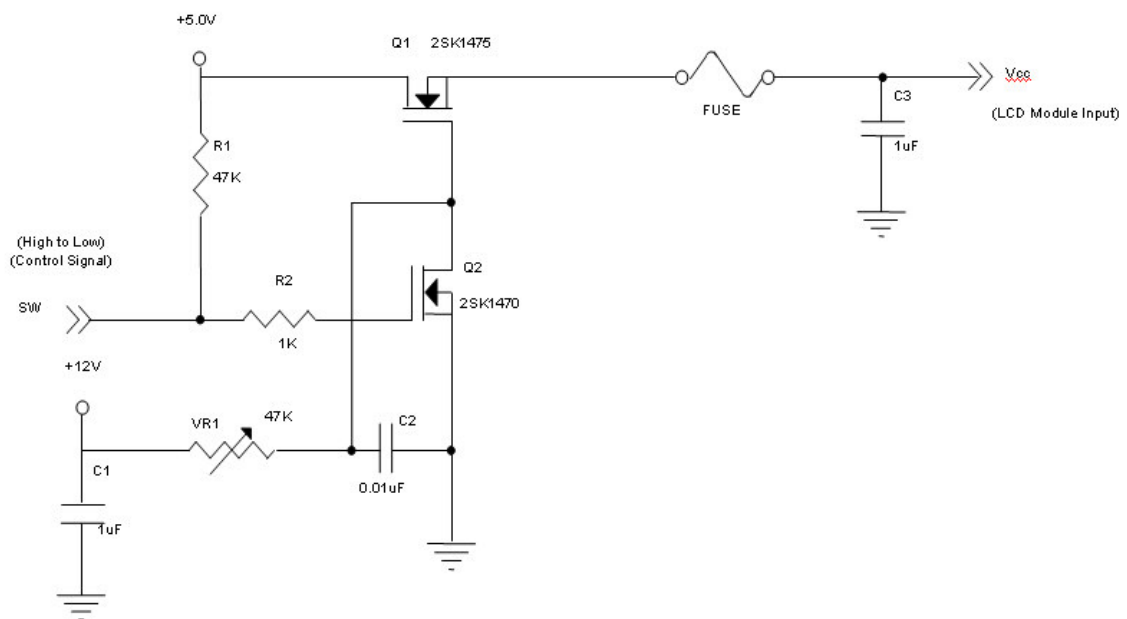 +5.0V
Q1 2SK1475
Vcc
FUSE
C3
(LCD Module Input)
1uF
R1
47K
(High to Low)
(Control Signal)
Q2
R2
SW
2SK1470
1K
+12V
47K
VR1
C2
C1
0.01uF
1uF